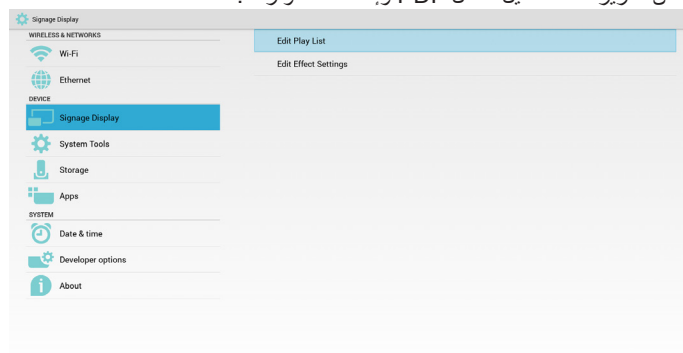 Signage Display
WIRELESS & NETWORKS
Wi-Fi
Ethernet
DEVICE
Signage Display
System Tools
Storage
Apps
SYSTEM
Date & time
Developer options
About
Edit Play List
Edit Effect Settings